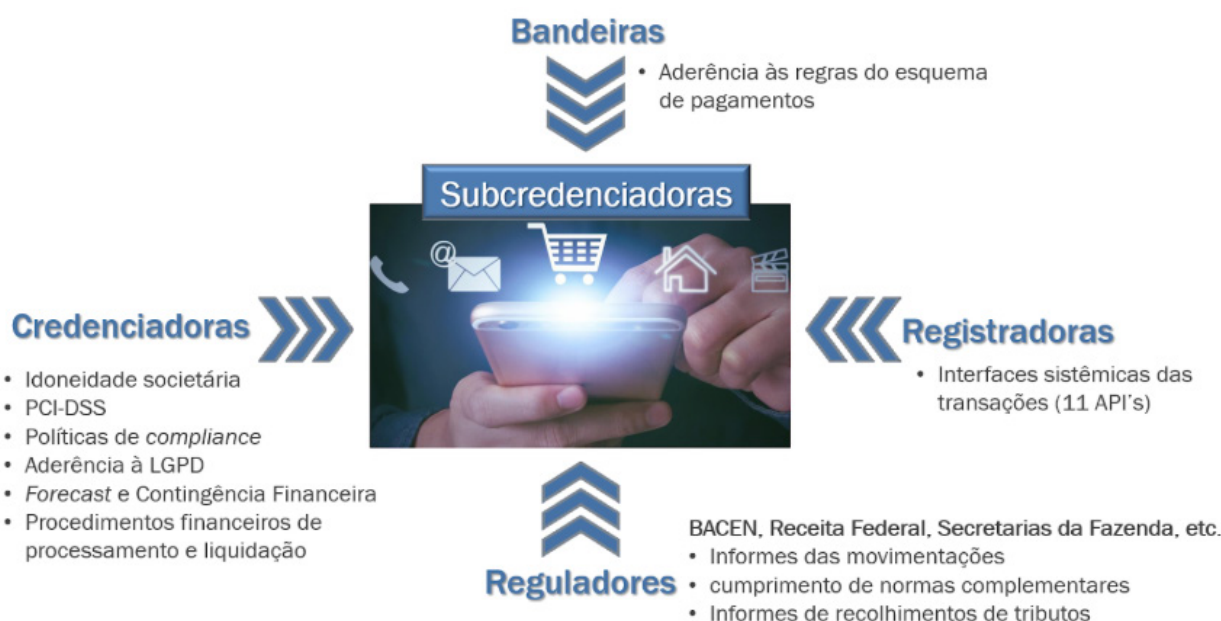 Bandeiras
• Aderência às regras do esquema
de pagamentos
Subcredenciadoras
@
Credenciadoras
• Idoneidade societária
• PCI-DSS
• Políticas de compliance
• Aderência à LGPD
• Forecast e Contingência Financeira
• Procedimentos financeiros de
processamento e liquidação
Registradoras
• Interfaces sistêmicas das
transações (11 API's)
Reguladores
BACEN, Receita Federal, Secretarias da Fazenda, etc.
• Informes das movimentações
• cumprimento de normas complementares
• Informes de recolhimentos de tributos